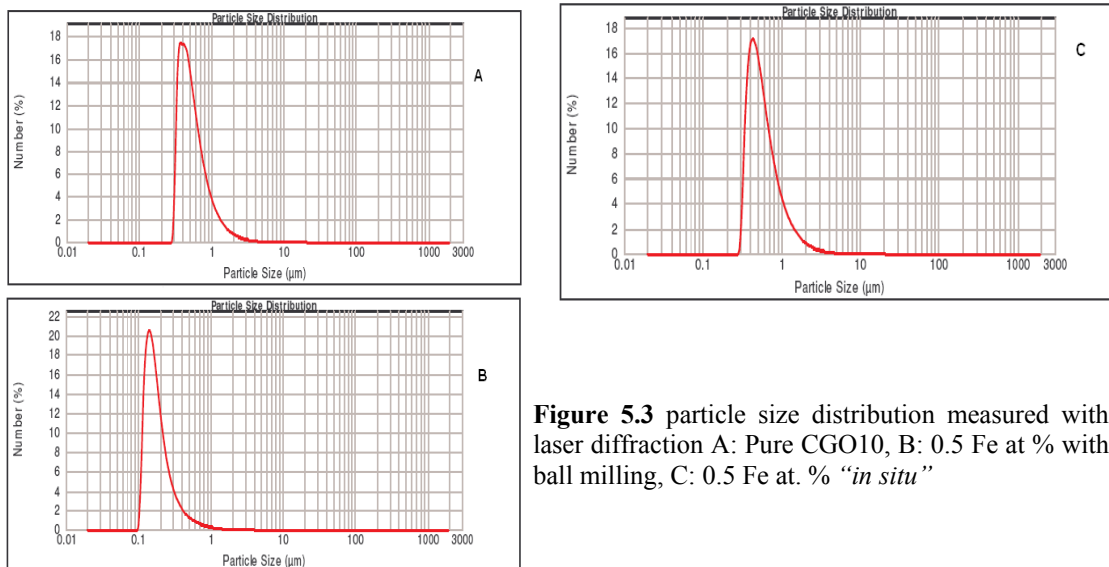 Particle Size Distribution
18
16
14
12
10
8
6
4
2
0
0.01 0.1 1 10 100 1000 3000
Number (%)
Particle Size (µm)
A
Particle Size Distribution
22
20
18
16
14
12
10
8
6
4
2
0
0.01 0.1 1 10 100 1000 3000
Number (%)
Particle Size (µm)
B
Particle Size Distribution
18
16
14
12
10
8
6
4
2
0
0.01 0.1 1 10 100 1000 3000
Number (%)
Particle Size (µm)
C
Figure 5.3 particle size distribution measured with
laser diffraction A: Pure CGO10, B: 0.5 Fe at % with
ball milling, C: 0.5 Fe at. % “in situ”